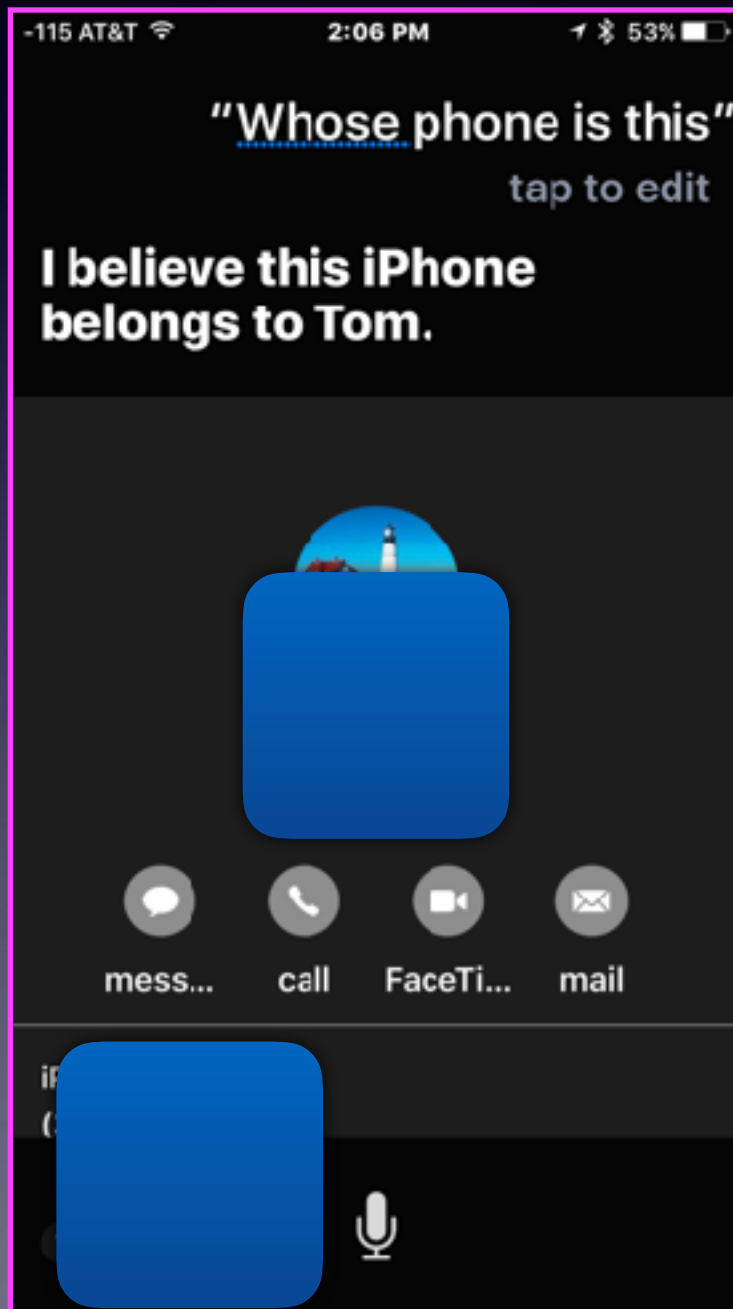 -115 AT&T 2:06 PM 53%
“Whose phone is this”
tap to edit
I believe this iPhone
belongs to Tom.
mess... call FaceTi... mail